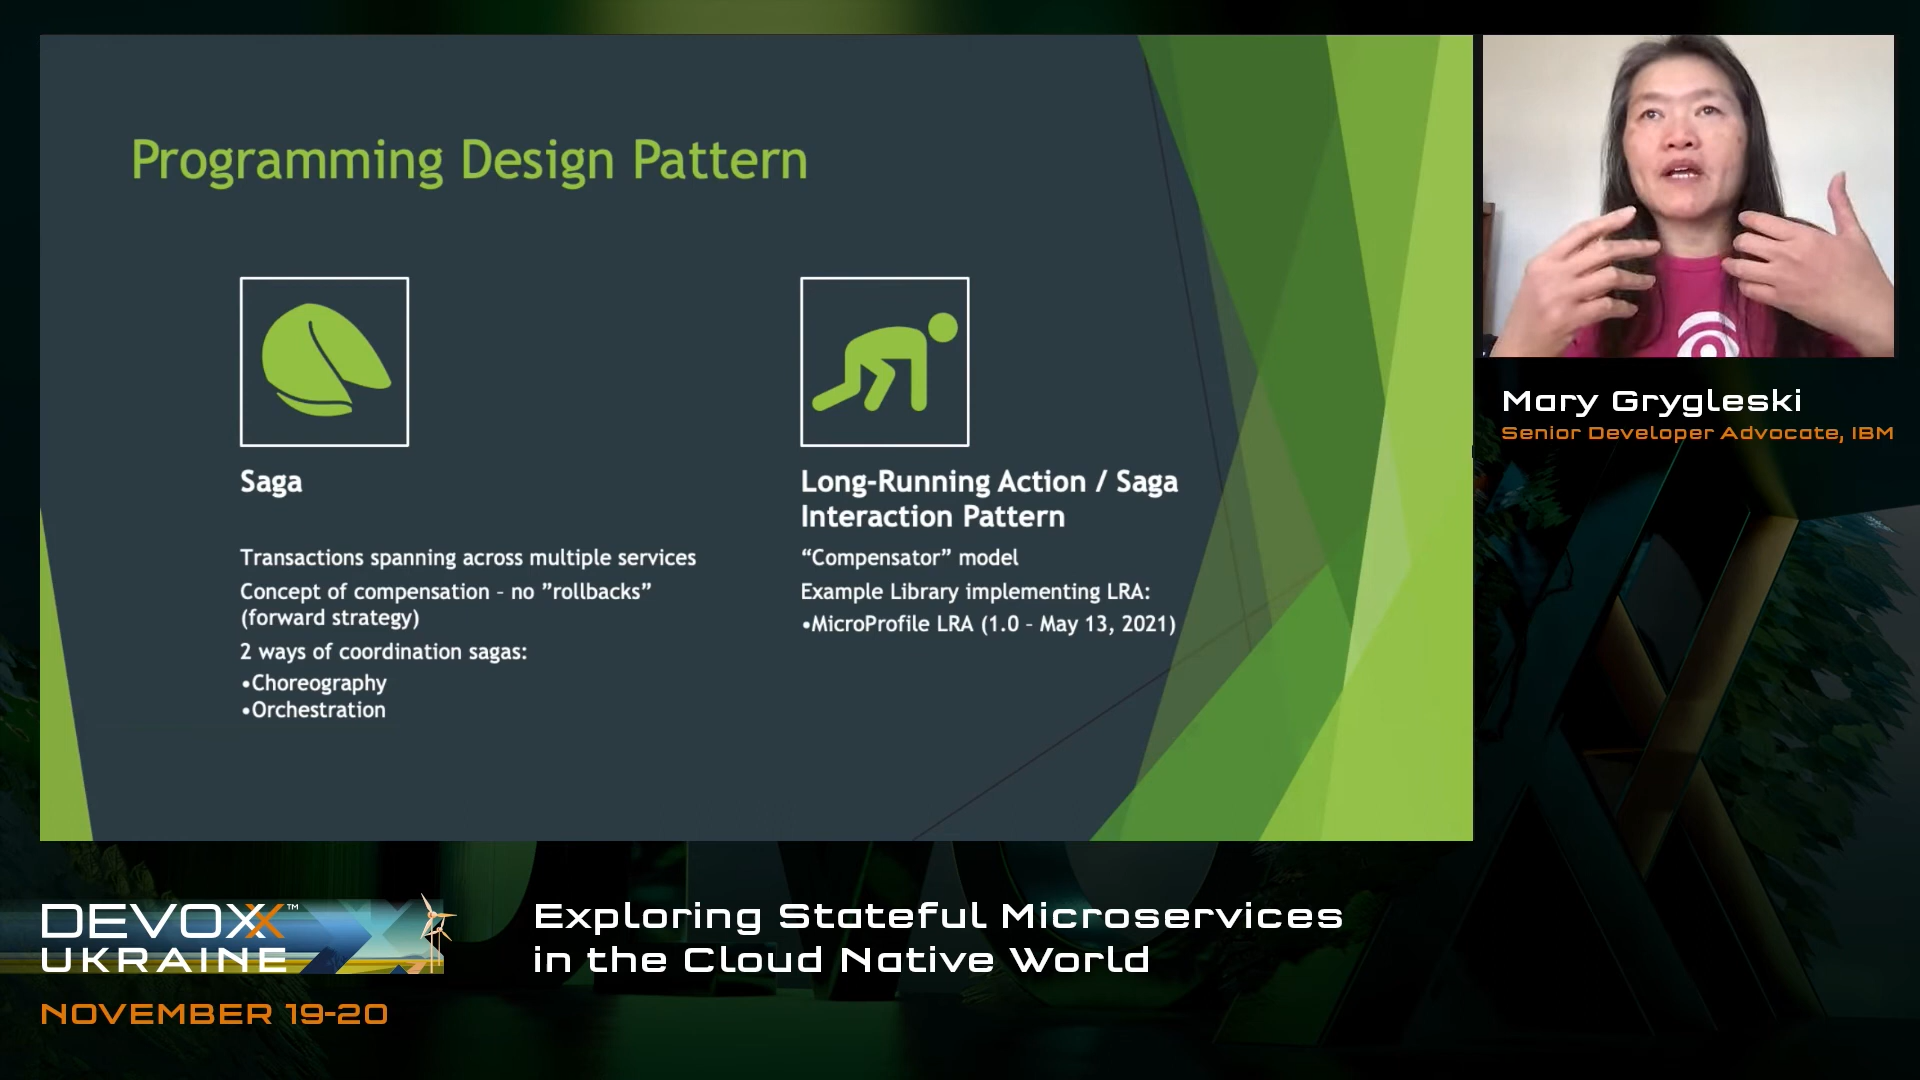 Programming Design Pattern
Saga
Transactions spanning across multiple services
Concept of compensation – no ”rollbacks”
(forward strategy)
2 ways of coordination sagas:
•Choreography
•Orchestration
Long-Running Action / Saga
Interaction Pattern
“Compensator” model
Example Library implementing LRA:
•MicroProfile LRA (1.0 – May 13, 2021)
Mary Grygleski
Senior Developer Advocate, IBM
DEVOXX™
UKRAINE
NOVEMBER 19-20
Exploring Stateful Microservices
in the Cloud Native World